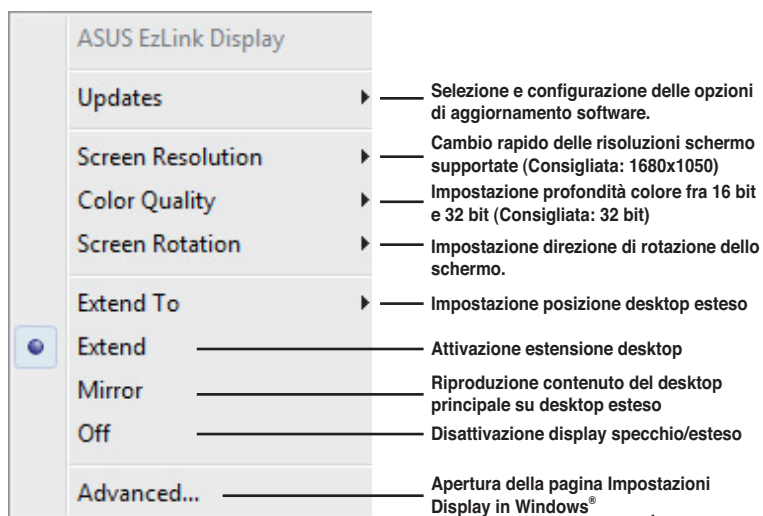 ASUS EzLink Display
Updates
Selezione e configurazione delle opzioni
di aggiornamento software.
Screen Resolution
Cambio rapido delle risoluzioni schermo
supportate (Consigliata: 1680x1050)
Color Quality
Impostazione profondità colore fra 16 bit
e 32 bit (Consigliata: 32 bit)
Screen Rotation
Impostazione direzione di rotazione dello
schermo.
Extend To
Impostazione posizione desktop esteso
Extend
Attivazione estensione desktop
Mirror
Riproduzione contenuto del desktop
principale su desktop esteso
Off
Disattivazione display specchio/esteso
Advanced...
Apertura della pagina Impostazioni
Display in Windows®